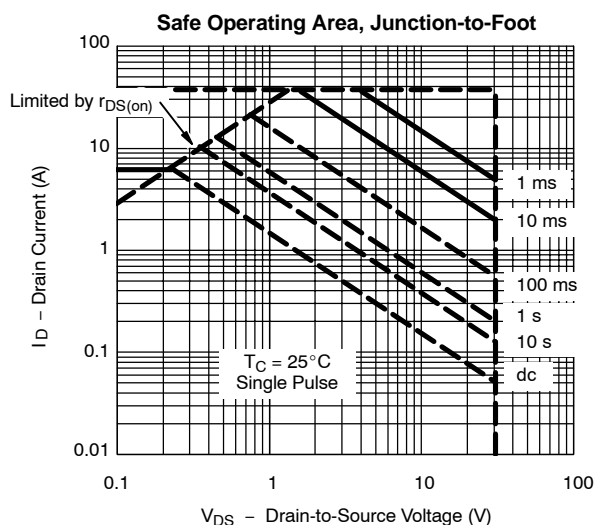 Safe Operating Area, Junction-to-Foot
100
Limited by rDS(on)
10
1 ms
10 ms
1
100 ms
1 s
10 s
0.1
TC = 25°C
Single Pulse
dc
0.01
0.1
1
10
100
ID – Drain Current (A)
VDS – Drain-to-Source Voltage (V)